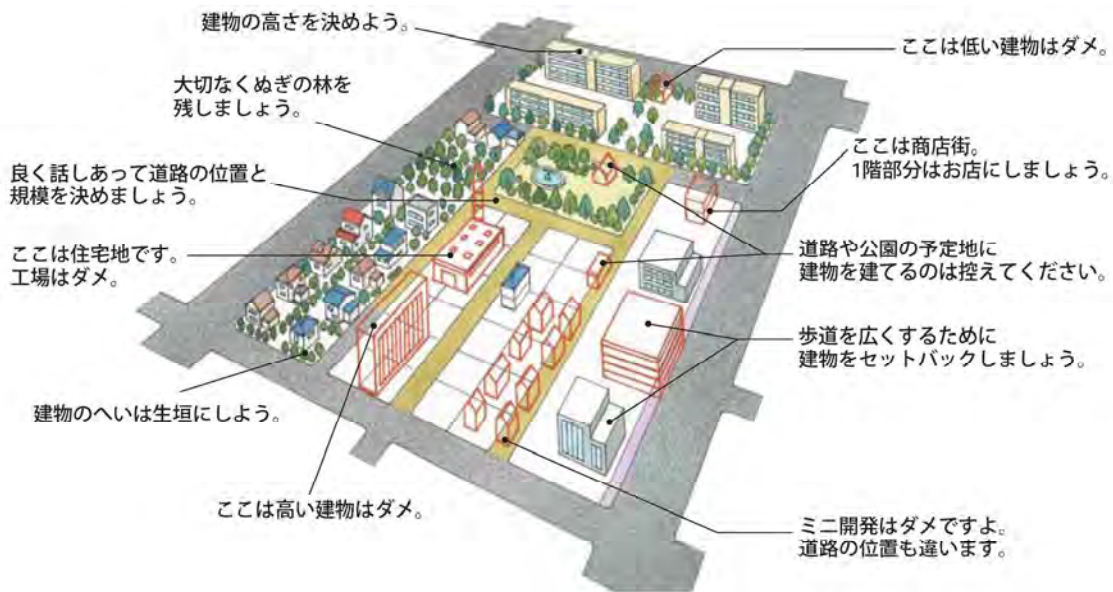 建物の高さを決めよう。
ここは低い建物はダメ。
大切なくぬぎの林を
残しましょう。
ここは商店街。
1階部分はお店にしましょう。
良く話しあって道路の位置と
規模を決めましょう。
ここは住宅地です。
工場はダメ。
道路や公園の予定地に
建物を建てるのは控えてください。
歩道を広くするために
建物をセットバックしましょう。
建物のへいは生垣にしよう。
ここは高い建物はダメ。
ミニ開発はダメですよ。
道路の位置も違います。